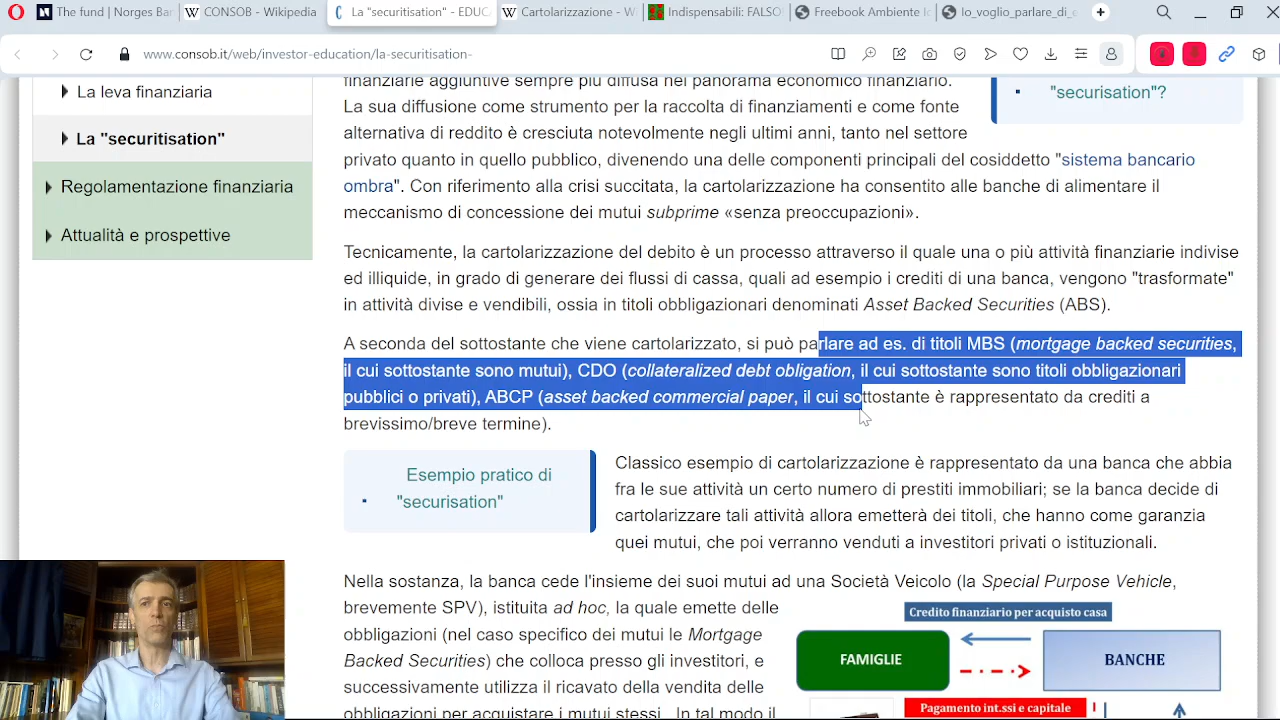 The fund | Norges Ba
CONSOB - Wikipedia
La "securitisation" - EDUC
Cartolarizzazione - W
Indispensabili FALSO
Freebook Ambiente Id
Io_voglio_parlare_di_e
www.consob.it/web/investor-education/la-securitisation-
La leva finanziaria
La "securitisation"
Regolamentazione finanziaria
Attualità e prospettive
finanziarie aggiuntive sempre più diffusa nel panorama economico finanziario.
La sua diffusione come strumento per la raccolta di finanziamenti e come fonte
alternativa di reddito è cresciuta notevolmente negli ultimi anni, tanto nel settore
privato quanto in quello pubblico, divenendo una delle componenti principali del cosiddetto "sistema bancario
ombra". Con riferimento alla crisi succitata, la cartolarizzazione ha consentito alle banche di alimentare il
meccanismo di concessione dei mutui subprime «senza preoccupazioni».
"securisation"?
Tecnicamente, la cartolarizzazione del debito è un processo attraverso il quale una o più attività finanziarie indivise
ed illiquide, in grado di generare dei flussi di cassa, quali ad esempio i crediti di una banca, vengono "trasformate"
in attività divise e vendibili, ossia in titoli obbligazionari denominati Asset Backed Securities (ABS).
A seconda del sottostante che viene cartolarizzato, si può parlare ad es. di titoli MBS (mortgage backed securities,
il cui sottostante sono mutui), CDO (collateralized debt obligation, il cui sottostante sono titoli obbligazionari
pubblici o privati), ABCP (asset backed commercial paper, il cui sottostante è rappresentato da crediti a
brevissimo/breve termine).
Esempio pratico di
"securisation"
Classico esempio di cartolarizzazione è rappresentato da una banca che abbia
fra le sue attività un certo numero di prestiti immobiliari; se la banca decide di
cartolarizzare tali attività allora emetterà dei titoli, che hanno come garanzia
quei mutui, che poi verranno venduti a investitori privati o istituzionali.
Nella sostanza, la banca cede l'insieme dei suoi mutui ad una Società Veicolo (la Special Purpose Vehicle,
brevemente SPV), istituita ad hoc, la quale emette delle
obbligazioni (nel caso specifico dei mutui le Mortgage
Backed Securities) che colloca presso gli investitori, e
successivamente utilizza il ricavato della vendita delle
obbligazioni per acquistare i mutui stessi. In tal modo il
Credito finanziario per acquisto casa
FAMIGLIE
BANCHE
Pagamento int.ssi e capitale